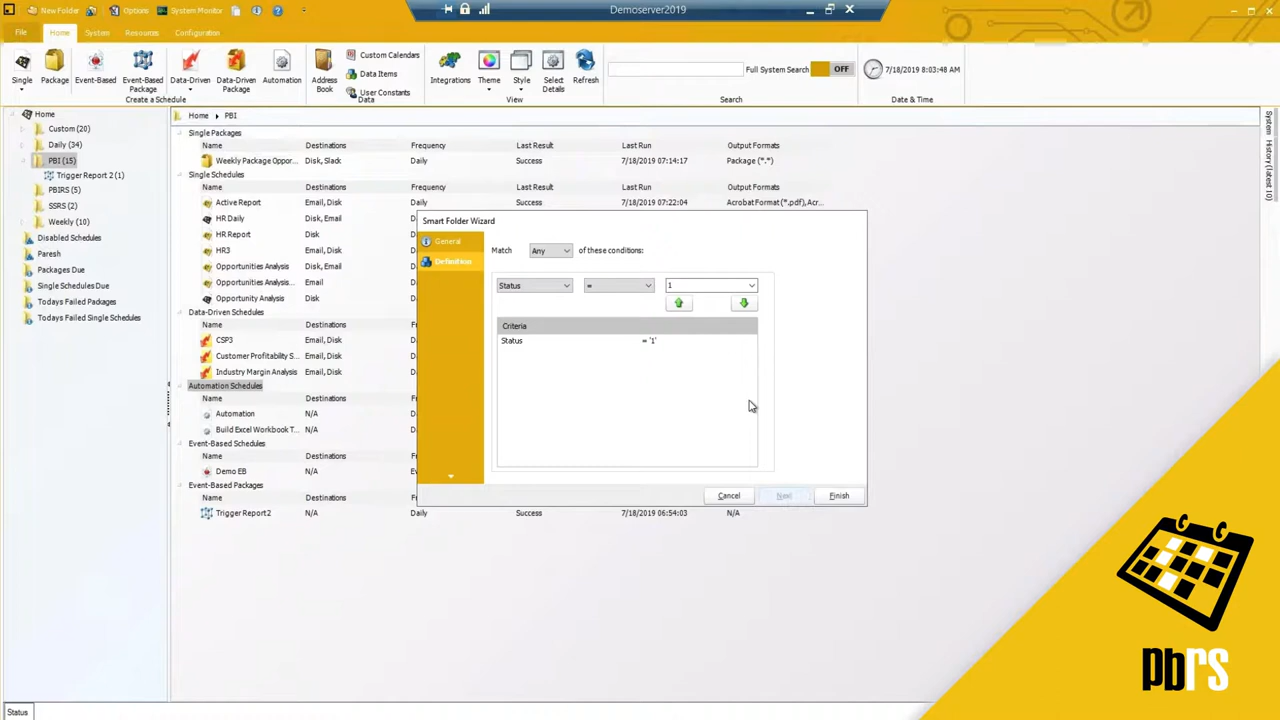 New Folder Options System Monitor
Demoserver2019
File Home System Resources Configuration
Single Package Event-Based Event-Based Package Data-Driven Data-Driven Package Automation
Create a Schedule
Address Book Custom Calendars
Data Items
User Constants
Data
Integrations Theme Style Select Details Refresh
View
Full System Search OFF
Search
7/18/2019 8:03:48 AM
Date & Time
Home
Custom (20)
Daily (34)
PBI (15)
Trigger Report 2 (1)
PBIRS (5)
SSRS (2)
Weekly (10)
Disabled Schedules
Paresh
Packages Due
Single Schedules Due
Todays Failed Packages
Todays Failed Single Schedules
Home PBI
Single Packages
Name Destinations Frequency Last Result Last Run Output Formats
Weekly Package Oppor... Disk, Slack Daily Success 7/18/2019 07:14:17 Package (*.*)
Single Schedules
Name Destinations Frequency Last Result Last Run Output Formats
Active Report Email, Disk Daily Success 7/18/2019 07:22:04 Acrobat Format (*.pdf), Acr...
HR Daily Disk, Email
HR Report Disk
HR3 Email, Disk
Opportunities Analysis Disk, Email
Opportunities Analys... Email
Opportunity Analysis Disk
Data-Driven Schedules
Name Destinations
CSP3 Email, Disk
Customer Profitability S... Email, Disk
Industry Margin Analysis Email, Disk
Automation Schedules
Name Destinations
Automation N/A
Build Excel Workbook T... N/A
Event-Based Schedules
Name Destinations
Demo EB N/A
Event-Based Packages
Name Destinations
Trigger Report2 N/A Daily Success 7/18/2019 06:54:03 N/A
Smart Folder Wizard
General
Definition
Match Any of these conditions:
Status = 1
Criteria
Status = '1'
Cancel Next Finish
System History (latest 10)
Status
pbrs